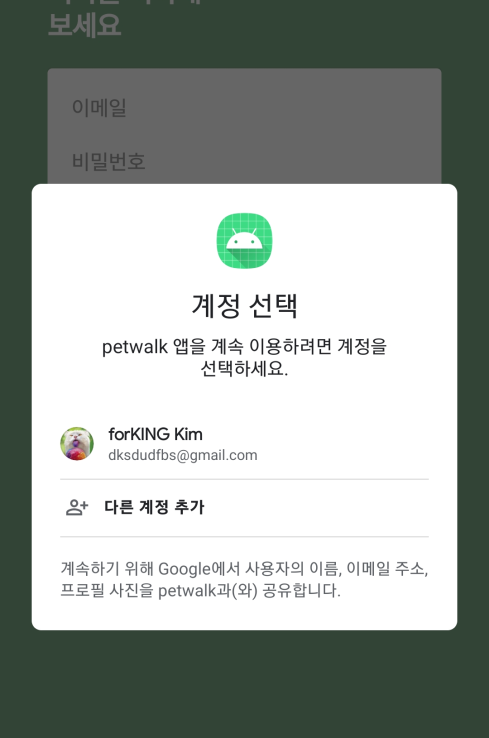 보세요
이메일
비밀번호
계정 선택
petwalk 앱을 계속 이용하려면 계정을
선택하세요.
forKING Kim
dksdudfbs@gmail.com
다른 계정 추가
계속하기 위해 Google에서 사용자의 이름, 이메일 주소,
프로필 사진을 petwalk과(와) 공유합니다.